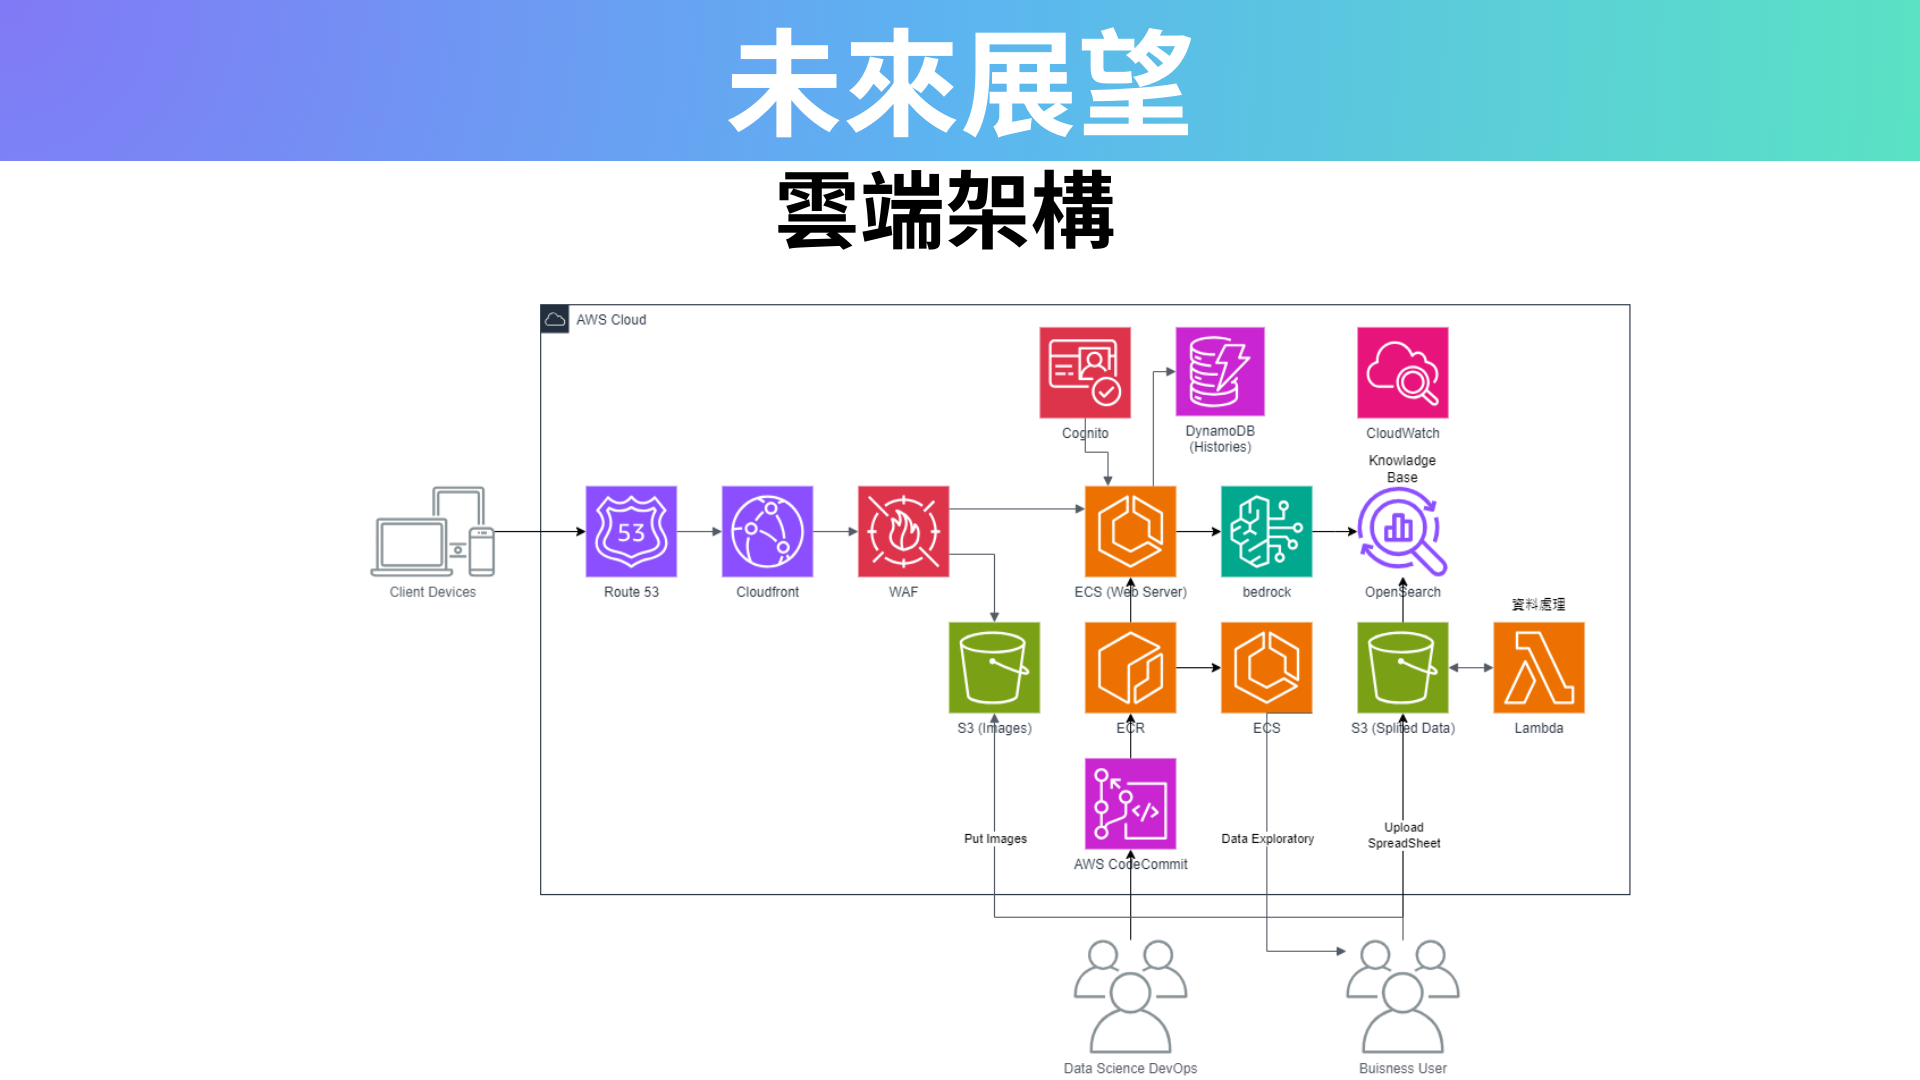 未來展望
雲端架構
AWS Cloud
Cognito
DynamoDB
(Histories)
CloudWatch
Knowladge
Base
Client Devices
53
Route 53
Cloudfront
WAF
ECS (Web Server)
bedrock
OpenSearch
資料處理
S3 (Images)
ECR
ECS
S3 (Splited Data)
Lambda
</>
Put Images
AWS CodeCommit
Data Exploratory
Upload
SpreadSheet
Data Science DevOps
Buisness User